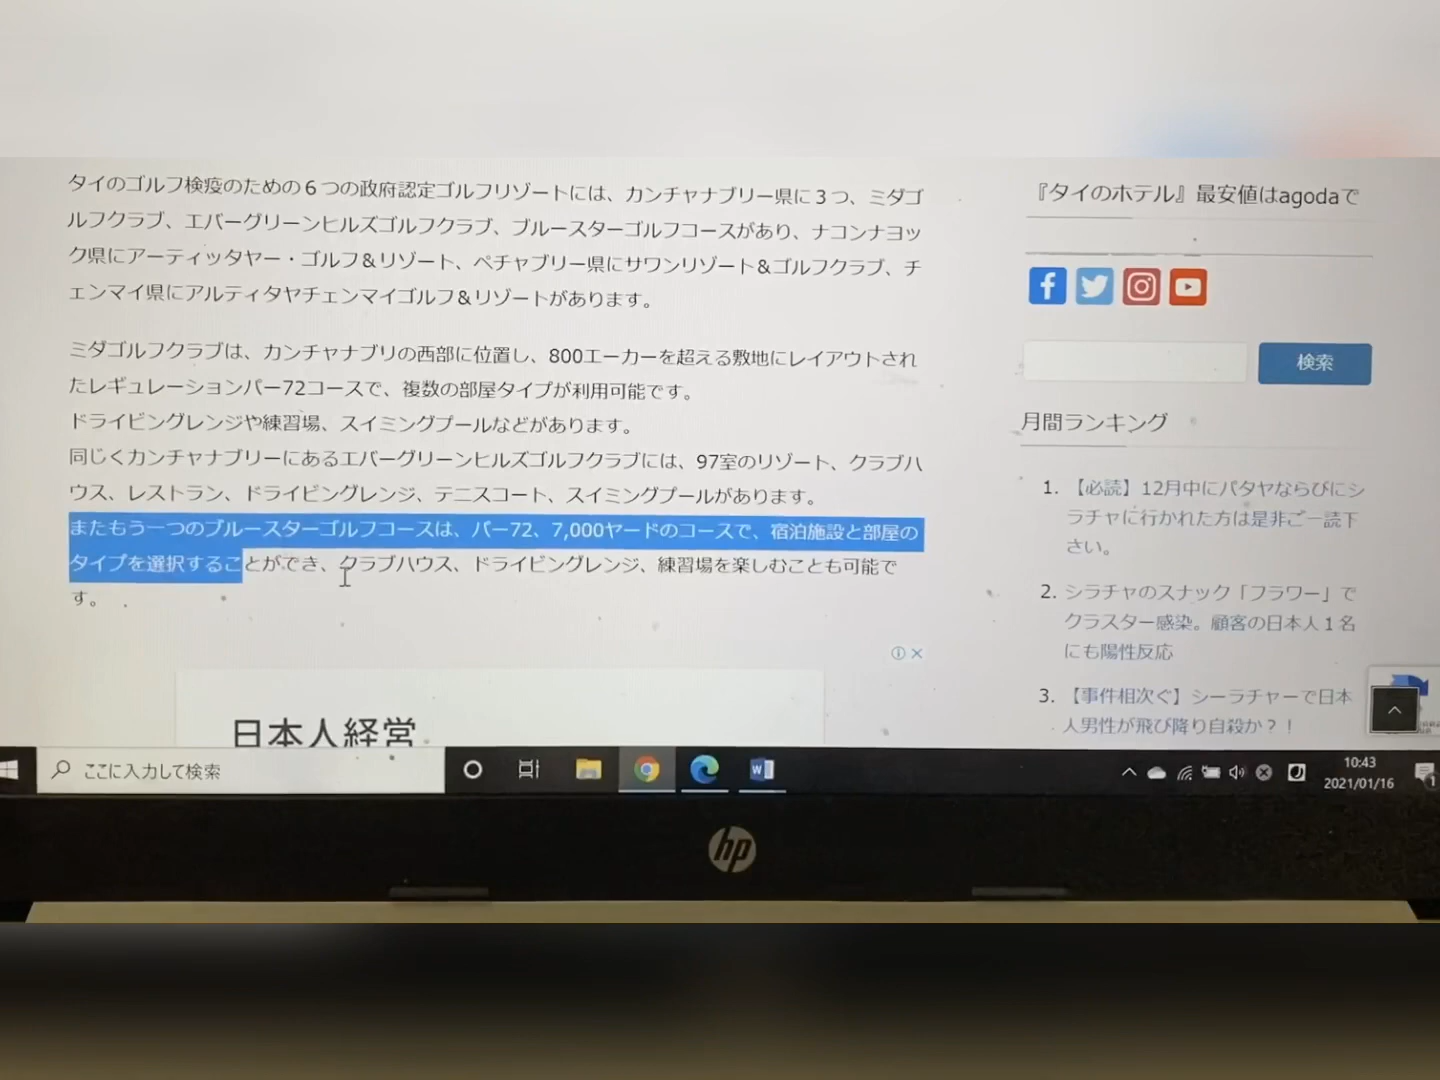 タイのゴルフ検疫のための６つの政府認定ゴルフリゾートには、カンチャナブリー県に３つ、ミダゴ
ルフクラブ、エバーグリーンヒルズゴルフクラブ、ブルースターゴルフコースがあり、ナコンナヨッ
ク県にアーティッタヤー・ゴルフ＆リゾート、ペチャブリー県にサワンリゾート＆ゴルフクラブ、チ
ェンマイ県にアルティタヤチェンマイゴルフ＆リゾートがあります。
ミダゴルフクラブは、カンチャナブリの西部に位置し、800エーカーを超える敷地にレイアウトされ
たレギュレーションパー72コースで、複数の部屋タイプが利用可能です。
ドライビングレンジや練習場、スイミングプールなどがあります。
同じくカンチャナブリーにあるエバーグリーンヒルズゴルフクラブには、97室のリゾート、クラブハ
ウス、レストラン、ドライビングレンジ、テニスコート、スイミングプールがあります。
またもう一つのブルースターゴルフコースは、パー72、7,000ヤードのコースで、宿泊施設と部屋の
タイプを選択することができ、クラブハウス、ドライビングレンジ、練習場を楽しむことも可能で
す。
日本人経営
『タイのホテル』最安値はagodaで
検索
月間ランキング
1. 【必読】12月中にパタヤならびにシ
ラチャに行かれた方は是非ご一読下
さい。
2. シラチャのスナック「フラワー」で
クラスター感染。顧客の日本人１名
にも陽性反応
3. 【事件相次ぐ】シーラチャーで日本
人男性が飛び降り自殺か？！
ここに入力して検索
10:43
2021/01/16
1
hp